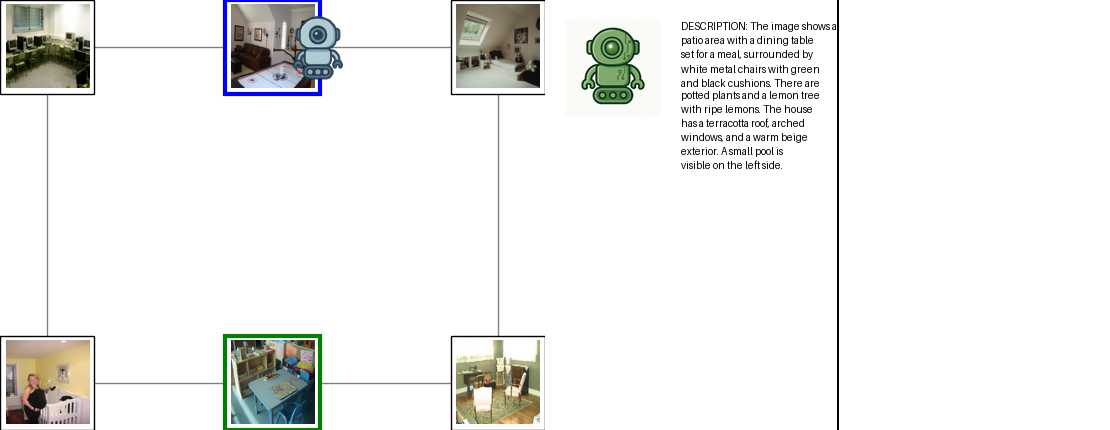 DESCRIPTION: The image shows a
patio area with a dining table
set for a meal, surrounded by
white metal chairs with green
and black cushions. There are
potted plants and a lemon tree
with ripe lemons. The house
has a terracotta roof, arched
windows, and a warm beige
exterior. A small pool is
visible on the left side.